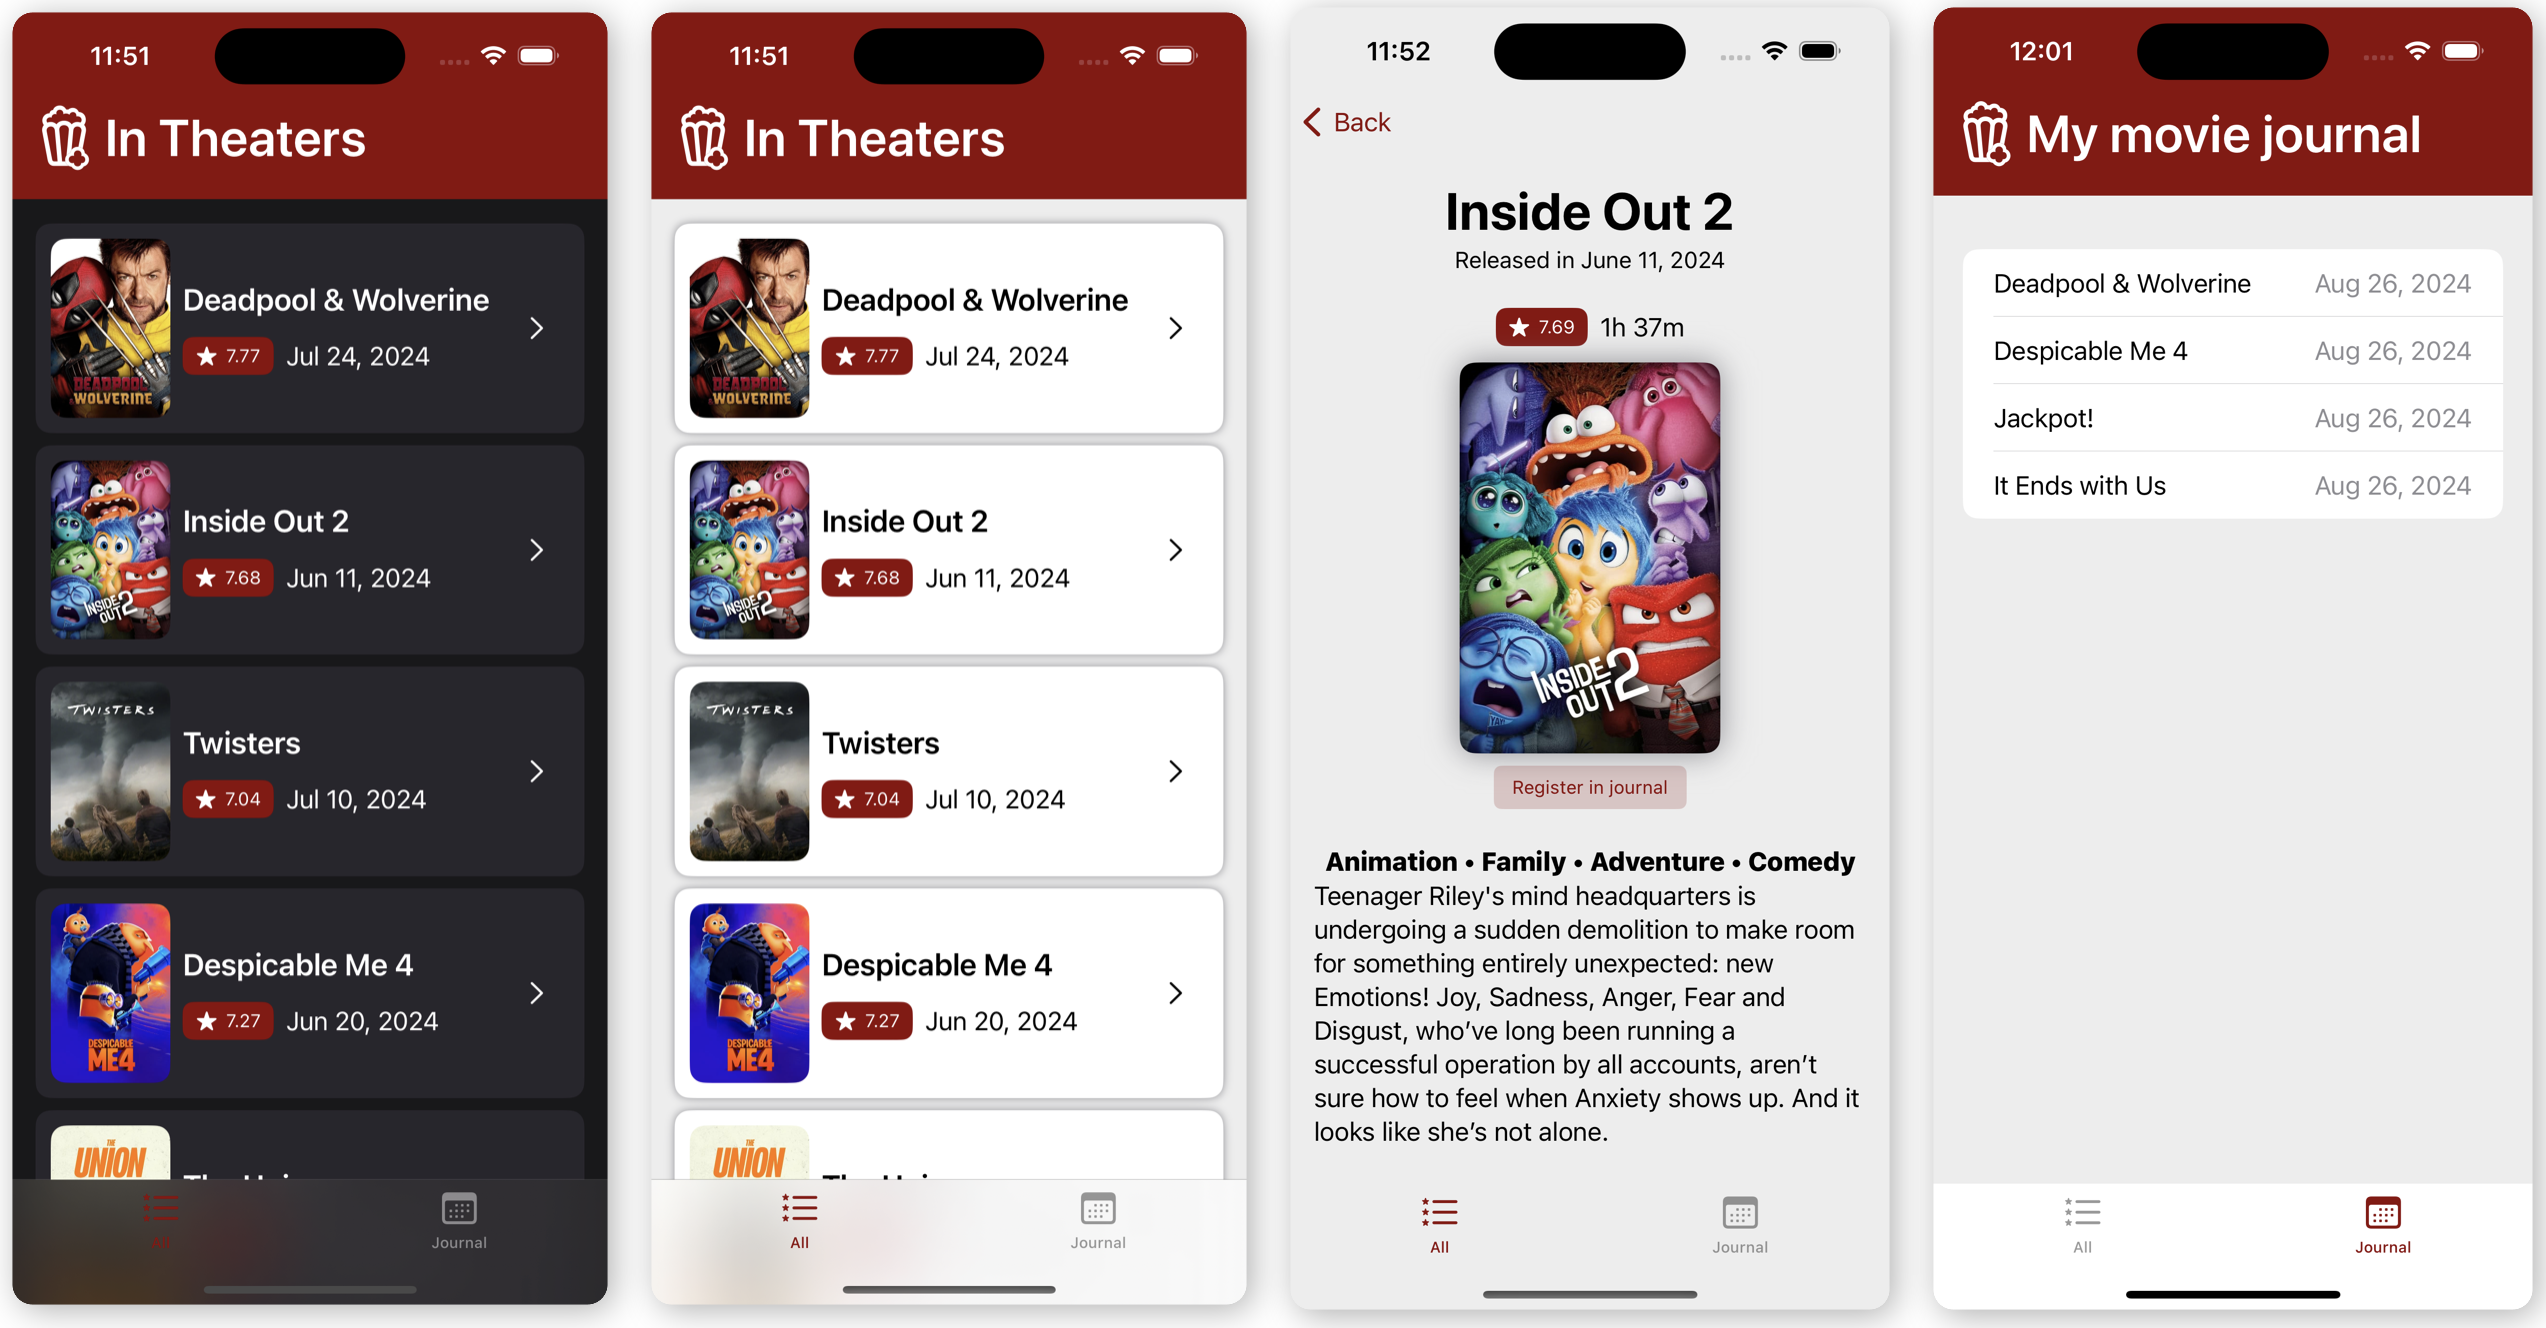 11:51
In Theaters
DEADPOOL
WOLVERINE
Deadpool & Wolverine
7.77 Jul 24, 2024
INSIDE OUT 2
Inside Out 2
7.68 Jun 11, 2024
TWISTERS
Twisters
7.04 Jul 10, 2024
DESPICABLE
ME4
Despicable Me 4
7.27 Jun 20, 2024
THE
UNION
All
Journal
11:51
In Theaters
DEADPOOL
WOLVERINE
Deadpool & Wolverine
7.77 Jul 24, 2024
INSIDE OUT 2
Inside Out 2
7.68 Jun 11, 2024
TWISTERS
Twisters
7.04 Jul 10, 2024
DESPICABLE
ME4
Despicable Me 4
7.27 Jun 20, 2024
THE
UNION
All
Journal
11:52
Back
Inside Out 2
Released in June 11, 2024
7.69 1h 37m
INSIDE
OUT 2
Register in journal
Animation • Family • Adventure • Comedy
Teenager Riley's mind headquarters is
undergoing a sudden demolition to make room
for something entirely unexpected: new
Emotions! Joy, Sadness, Anger, Fear and
Disgust, who’ve long been running a
successful operation by all accounts, aren’t
sure how to feel when Anxiety shows up. And it
looks like she’s not alone.
All
Journal
12:01
My movie journal
Deadpool & Wolverine Aug 26, 2024
Despicable Me 4 Aug 26, 2024
Jackpot! Aug 26, 2024
It Ends with Us Aug 26, 2024
All
Journal